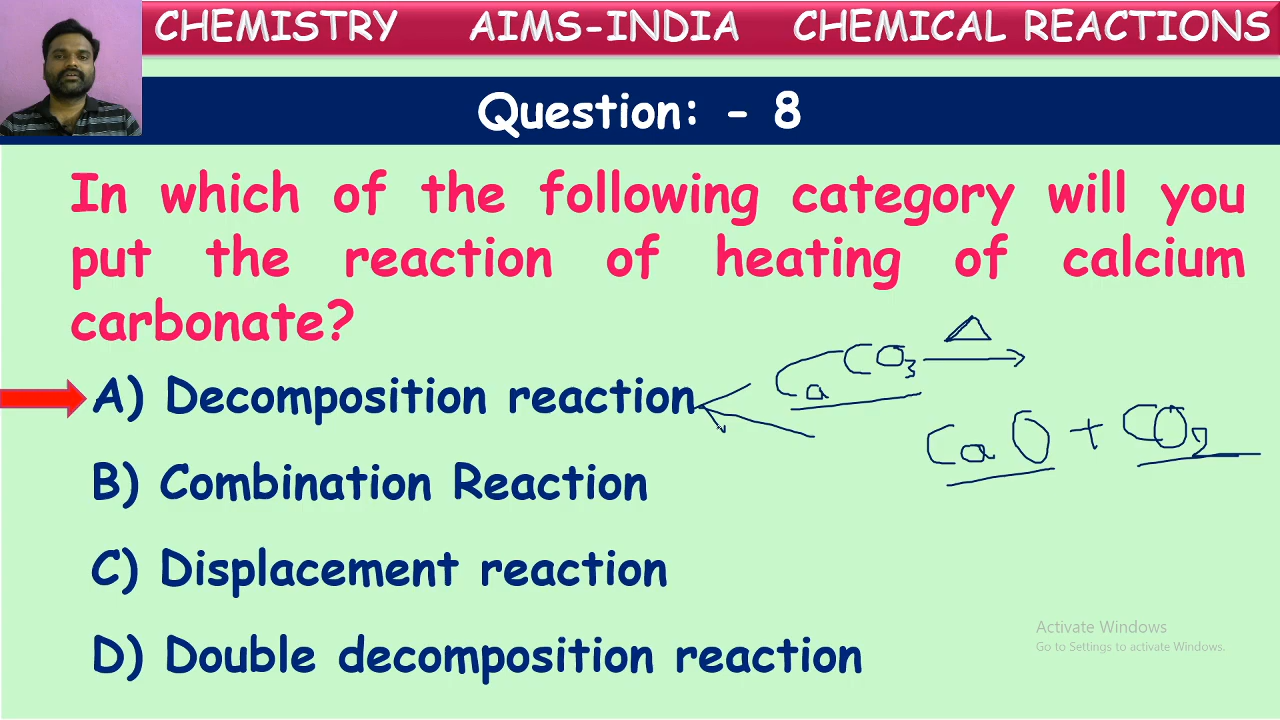 CHEMISTRY AIMS-INDIA CHEMICAL REACTIONS
Question: - 8
In which of the following category will you
put the reaction of heating of calcium
carbonate?
CaCO₃ →
A) Decomposition reaction
CaO + CO₂
B) Combination Reaction
C) Displacement reaction
Activate Windows
Go to Settings to activate Windows.
D) Double decomposition reaction